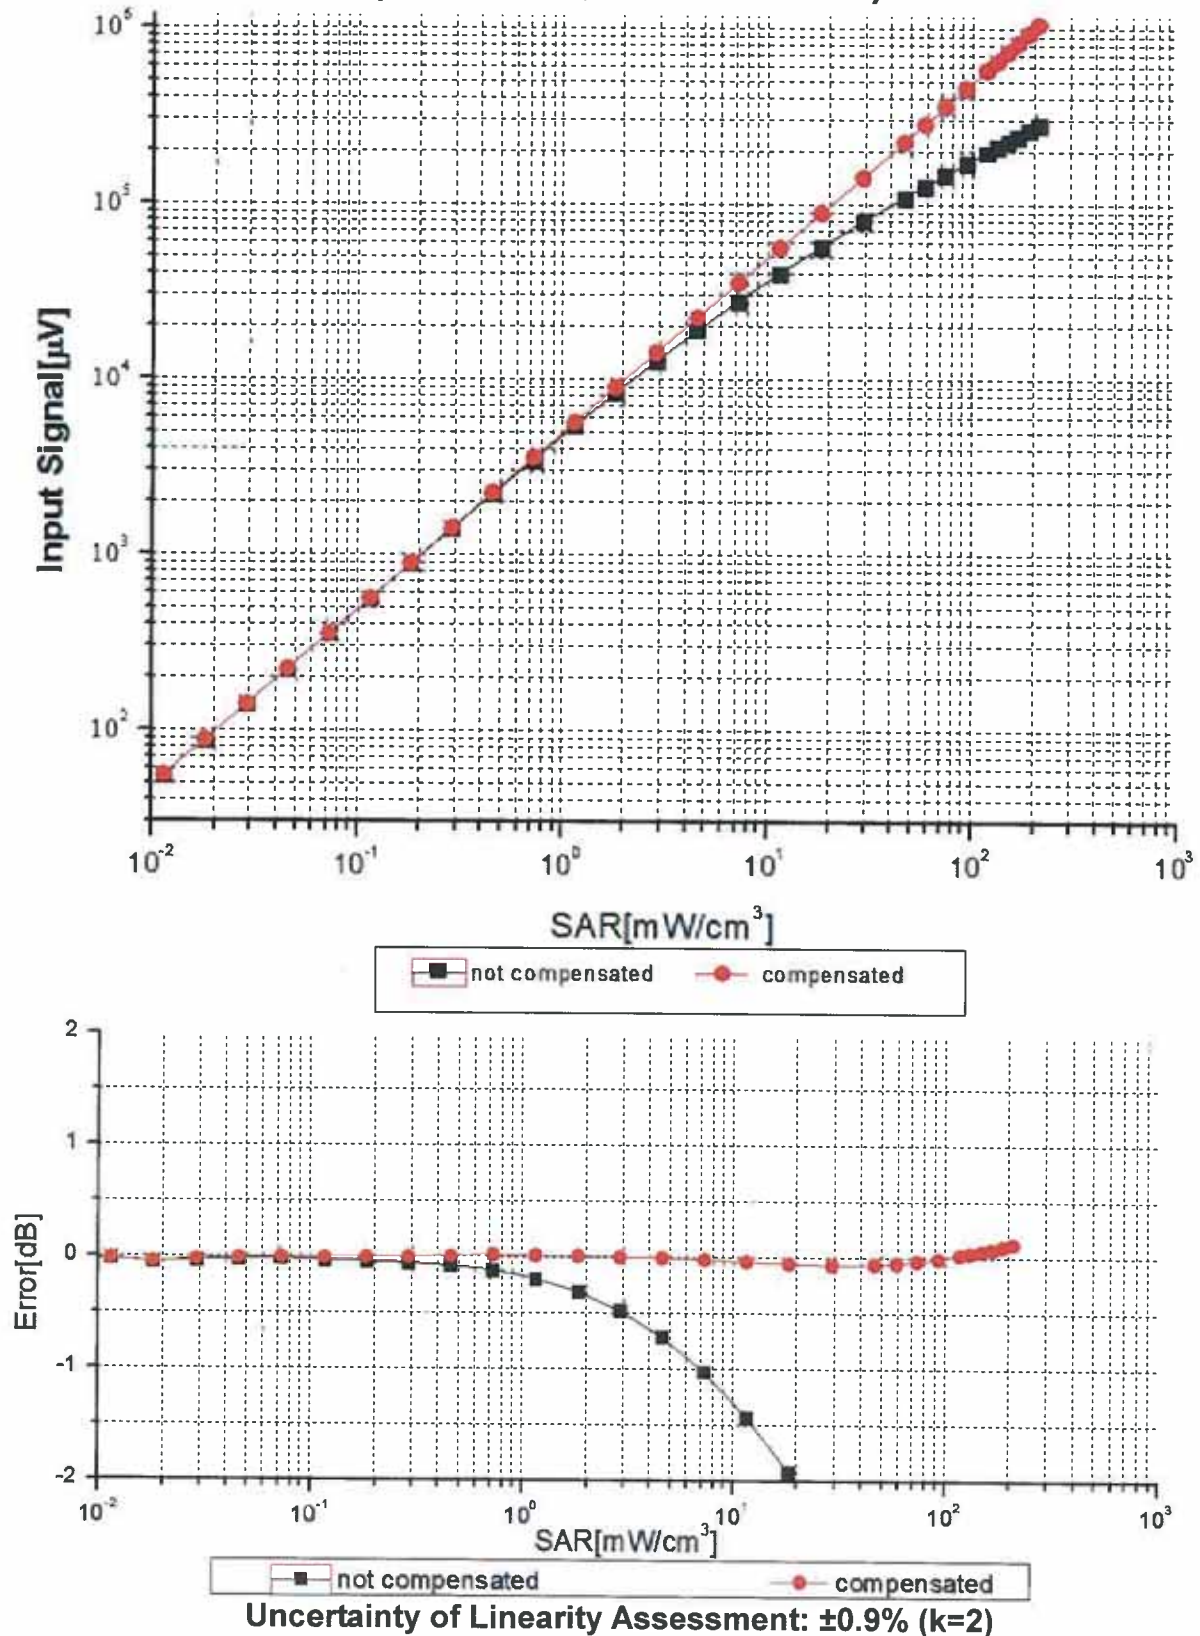 10⁶
10⁵
10⁴
10³
10²
Input Signal[µV]
10⁻² 10⁻¹ 10⁰ 10¹ 10² 10³
SAR[mW/cm³]
not compensated compensated
2
1
0
-1
-2
Error[dB]
10⁻² 10⁻¹ 10⁰ 10¹ 10² 10³
SAR[mW/cm³]
not compensated compensated
Uncertainty of Linearity Assessment: ±0.9% (k=2)